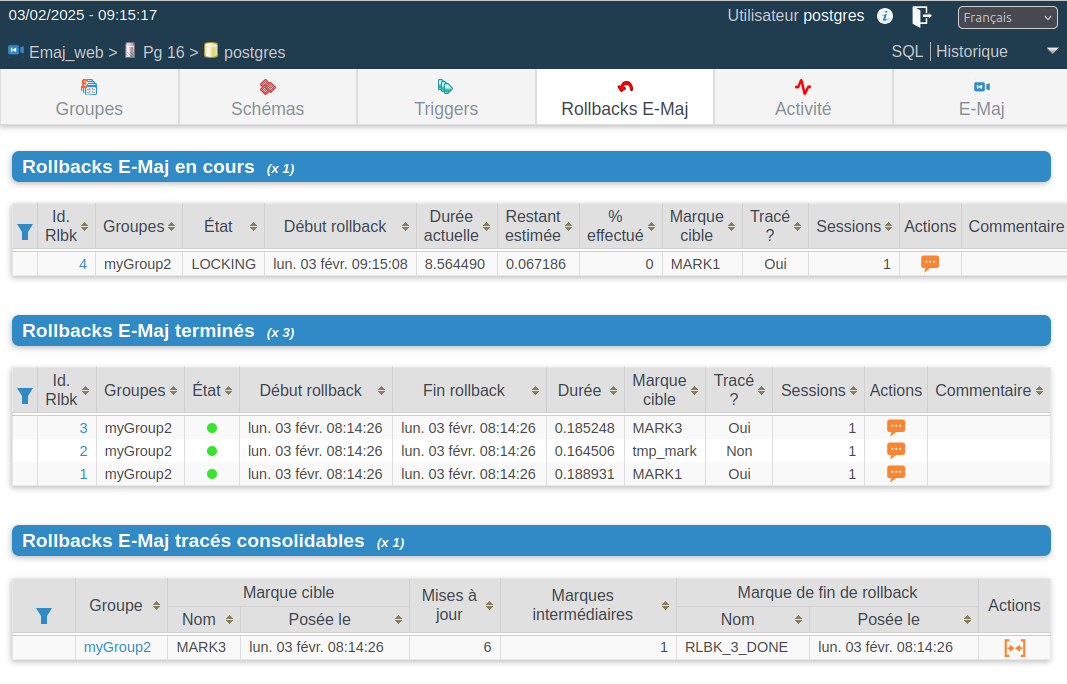 03/02/2025 - 09:15:17 Utilisateur postgres Français
Emaj_web > Pg 16 > postgres SQL | Historique
Groupes Schémas Triggers Rollbacks E-Maj Activité E-Maj
Rollbacks E-Maj en cours (x 1)
Id. Rlbk Groupes État Début rollback Durée actuelle Restant estimée % effectué Marque cible Tracé ? Sessions Actions Commentaire
4 myGroup2 LOCKING lun. 03 févr. 09:15:08 8.564490 0.067186 0 MARK1 Oui 1
Rollbacks E-Maj terminés (x 3)
Id. Rlbk Groupes État Début rollback Fin rollback Durée Marque cible Tracé ? Sessions Actions Commentaire
3 myGroup2 lun. 03 févr. 08:14:26 lun. 03 févr. 08:14:26 0.185248 MARK3 Oui 1
2 myGroup2 lun. 03 févr. 08:14:26 lun. 03 févr. 08:14:26 0.164506 tmp_mark Non 1
1 myGroup2 lun. 03 févr. 08:14:26 lun. 03 févr. 08:14:26 0.188931 MARK1 Oui 1
Rollbacks E-Maj tracés consolidables (x 1)
Groupe Marque cible Mises à jour Marques intermédiaires Marque de fin de rollback Actions
Nom Posée le Nom Posée le
myGroup2 MARK3 lun. 03 févr. 08:14:26 6 1 RLBK_3_DONE lun. 03 févr. 08:14:26